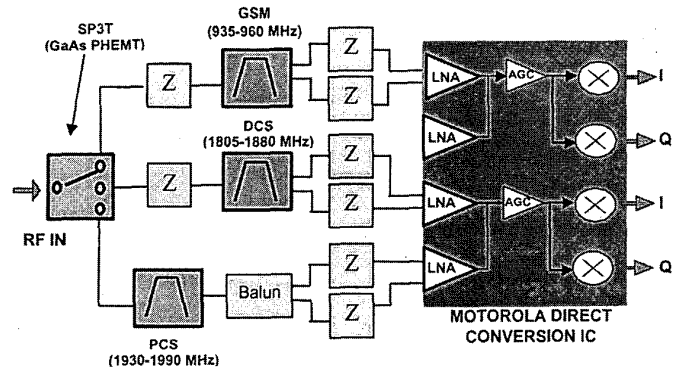 SP3T
(GaAs PHEMT)
GSM
(935-960 MHz)
Z
Z
Z
LNA
AGC
I
LNA
Q
DCS
(1805-1880 MHz)
Z
Z
Z
LNA
AGC
I
LNA
Q
RF IN
Balun
Z
Z
PCS
(1930-1990 MHz)
MOTOROLA DIRECT
CONVERSION IC